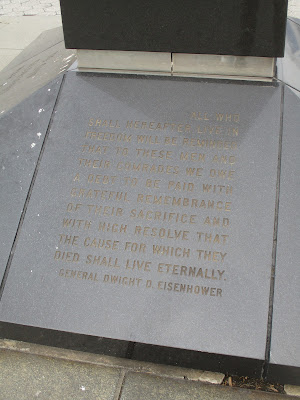 ALL WHO
SHALL HEREAFTER LIVE IN
FREEDOM WILL BE REMINDED
THAT TO THESE MEN AND
THEIR COMRADES WE OWE
A DEBT TO BE PAID WITH
GRATEFUL REMEMBRANCE
OF THEIR SACRIFICE AND
WITH HIGH RESOLVE THAT
THE CAUSE FOR WHICH THEY
DIED SHALL LIVE ETERNALLY.
GENERAL DWIGHT D. EISENHOWER